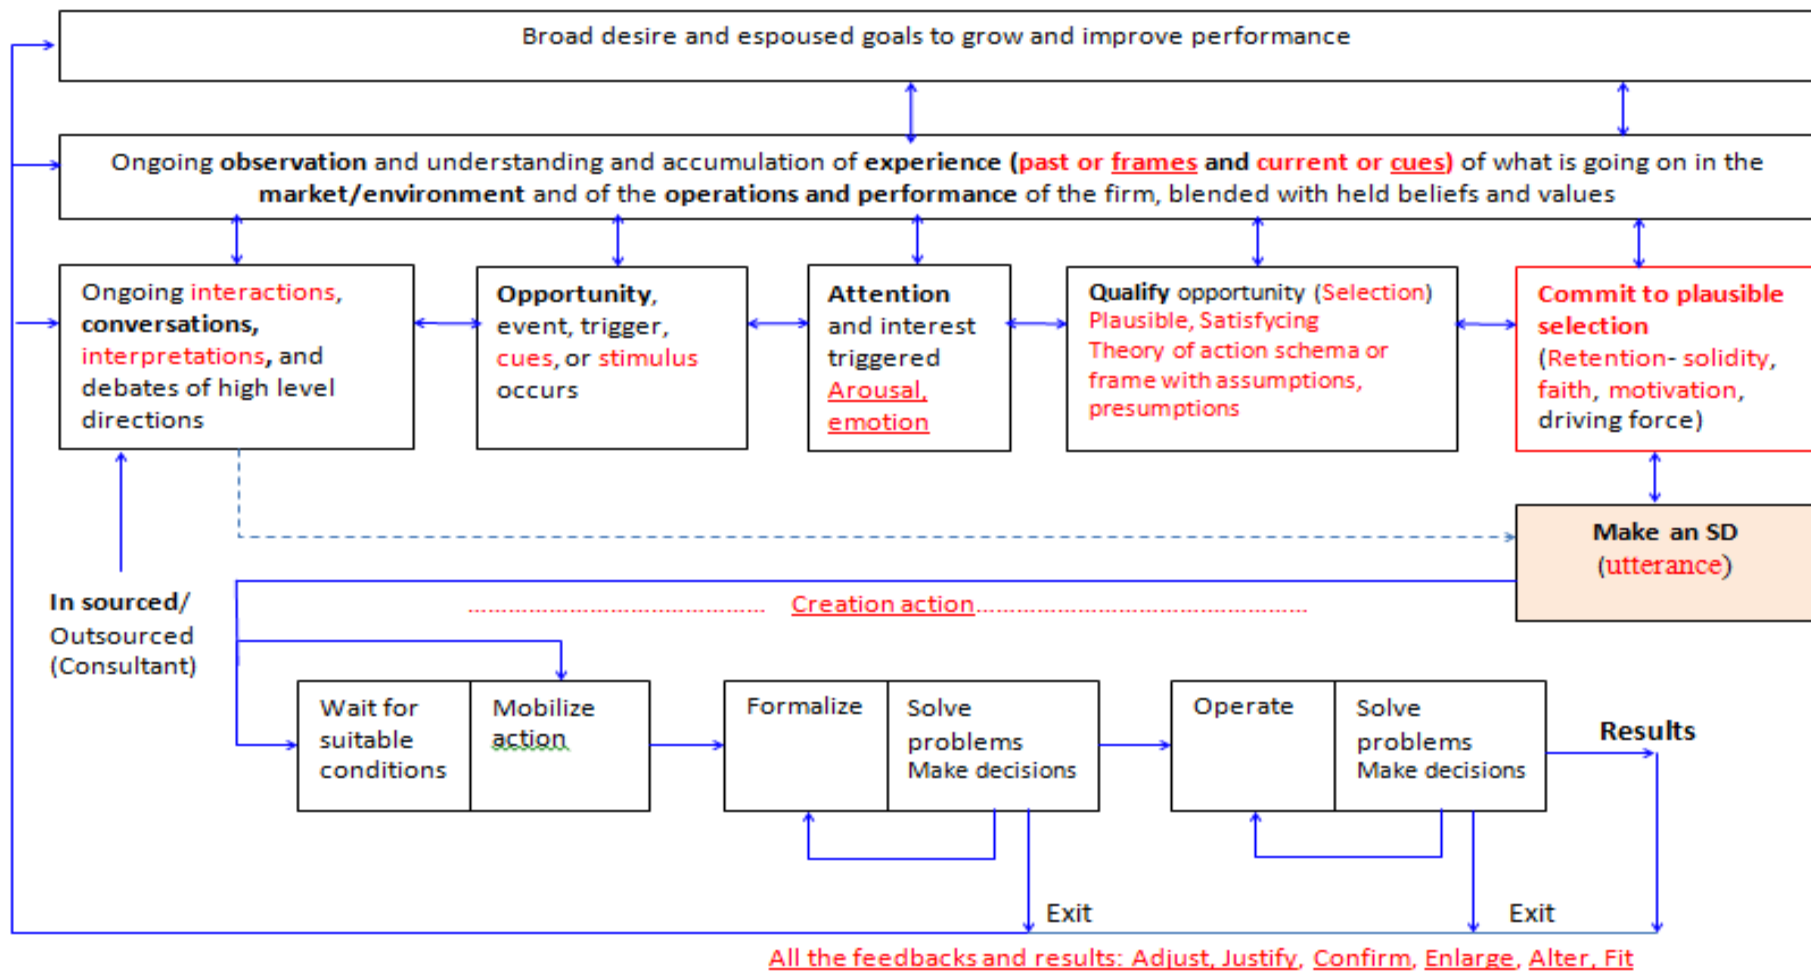 Broad desire and espoused goals to grow and improve performance
Ongoing observation and understanding and accumulation of experience (past or frames and current or cues) of what is going on in the
market/environment and of the operations and performance of the firm, blended with held beliefs and values
Ongoing interactions,
conversations,
interpretations, and
debates of high level
directions
Opportunity,
event, trigger,
cues, or stimulus
occurs
Attention
and interest
triggered
Arousal,
emotion
Qualify opportunity (Selection)
Plausible, Satisfycing
Theory of action schema or
frame with assumptions,
presumptions
Commit to plausible
selection
(Retention- solidity,
faith, motivation,
driving force)
Make an SD
(utterance)
In sourced/
Outsourced
(Consultant)
....................................... Creation action............................................
Wait for
suitable
conditions
Mobilize
action
Formalize
Solve
problems
Make decisions
Operate
Solve
problems
Make decisions
Results
Exit
Exit
All the feedbacks and results: Adjust, Justify, Confirm, Enlarge, Alter, Fit